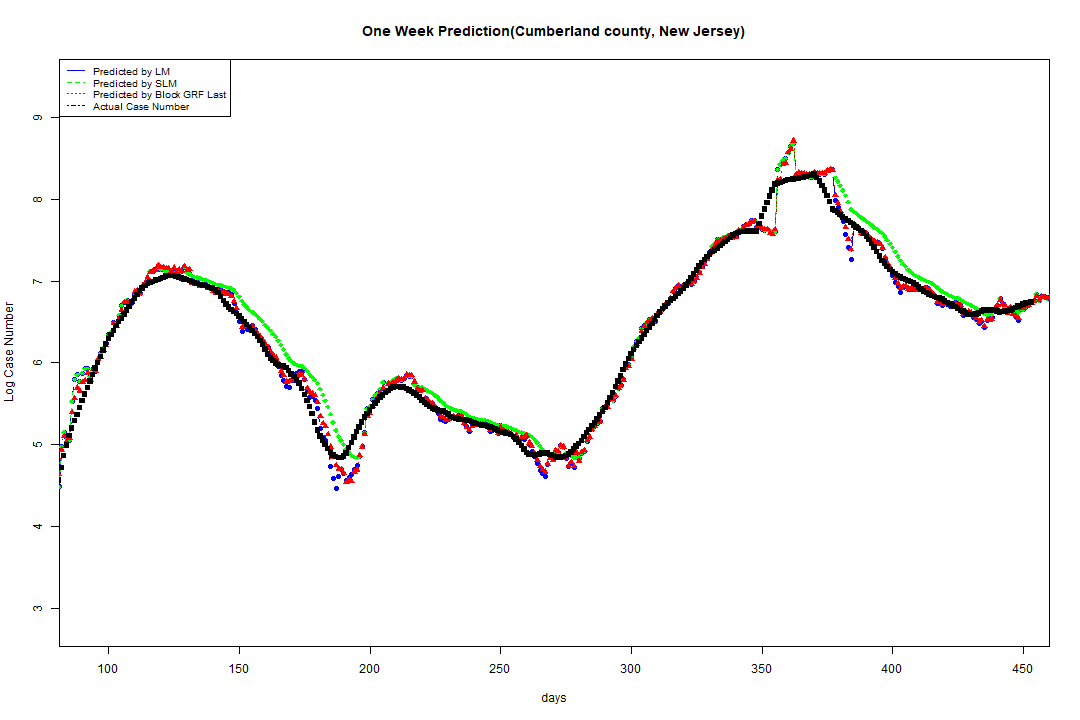 One Week Prediction(Cumberland county, New Jersey)
Predicted by LM
Predicted by SLM
Predicted by Block GRF Last
Actual Case Number
9
8
7
6
5
4
3
Log Case Number
100 150 200 250 300 350 400 450
days